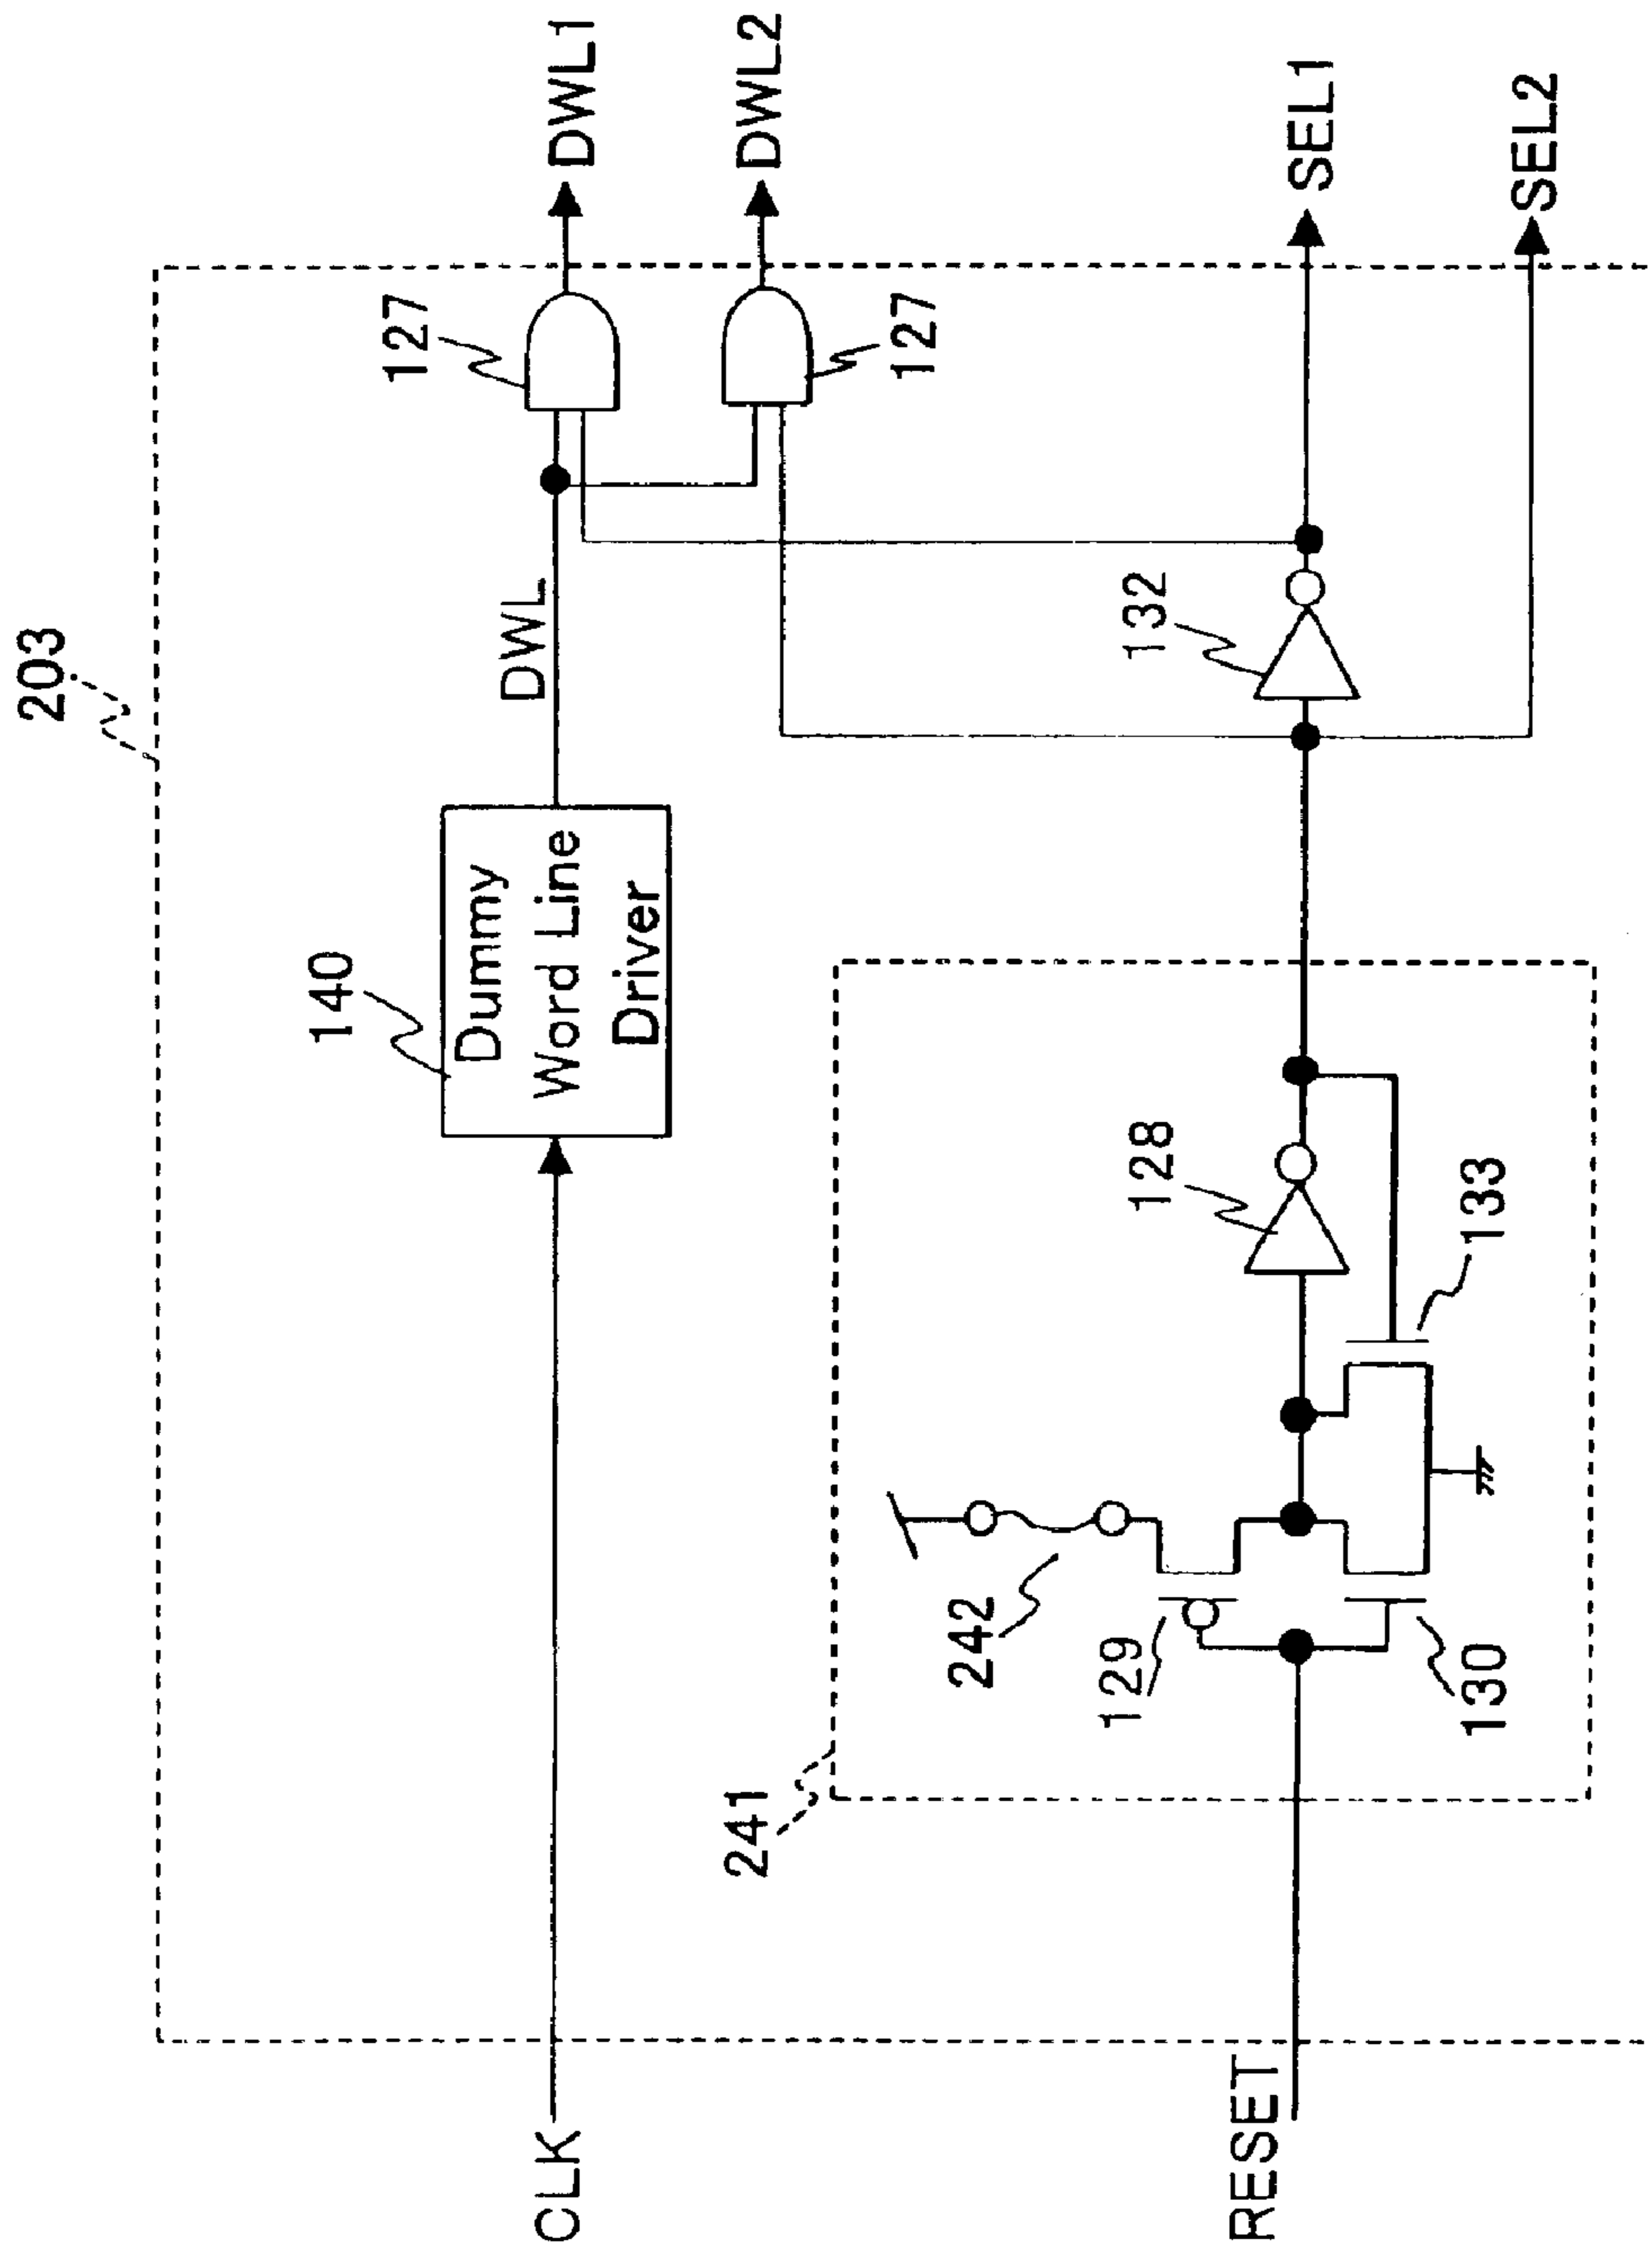 203
CLK
140
Dummy
Word Line
Driver
DWL
127
DWL1
127
DWL2
RESET
241
242
129
130
128
133
132
SEL1
SEL2